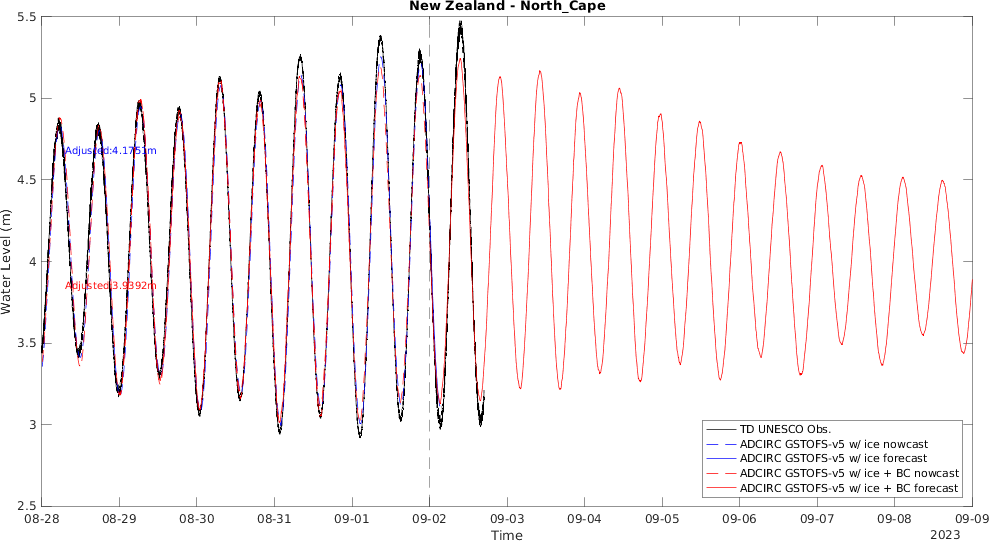 New Zealand - North_Cape
5.5
5
4.5
4
3.5
3
2.5
Water Level (m)
Adjusted:4.1751m
Adjusted:3.9392m
TD UNESCO Obs.
ADCIRC GSTOFS-v5 w/ ice nowcast
ADCIRC GSTOFS-v5 w/ ice forecast
ADCIRC GSTOFS-v5 w/ ice + BC nowcast
ADCIRC GSTOFS-v5 w/ ice + BC forecast
08-28 08-29 08-30 08-31 09-01 09-02 09-03 09-04 09-05 09-06 09-07 09-08 09-09
Time
2023